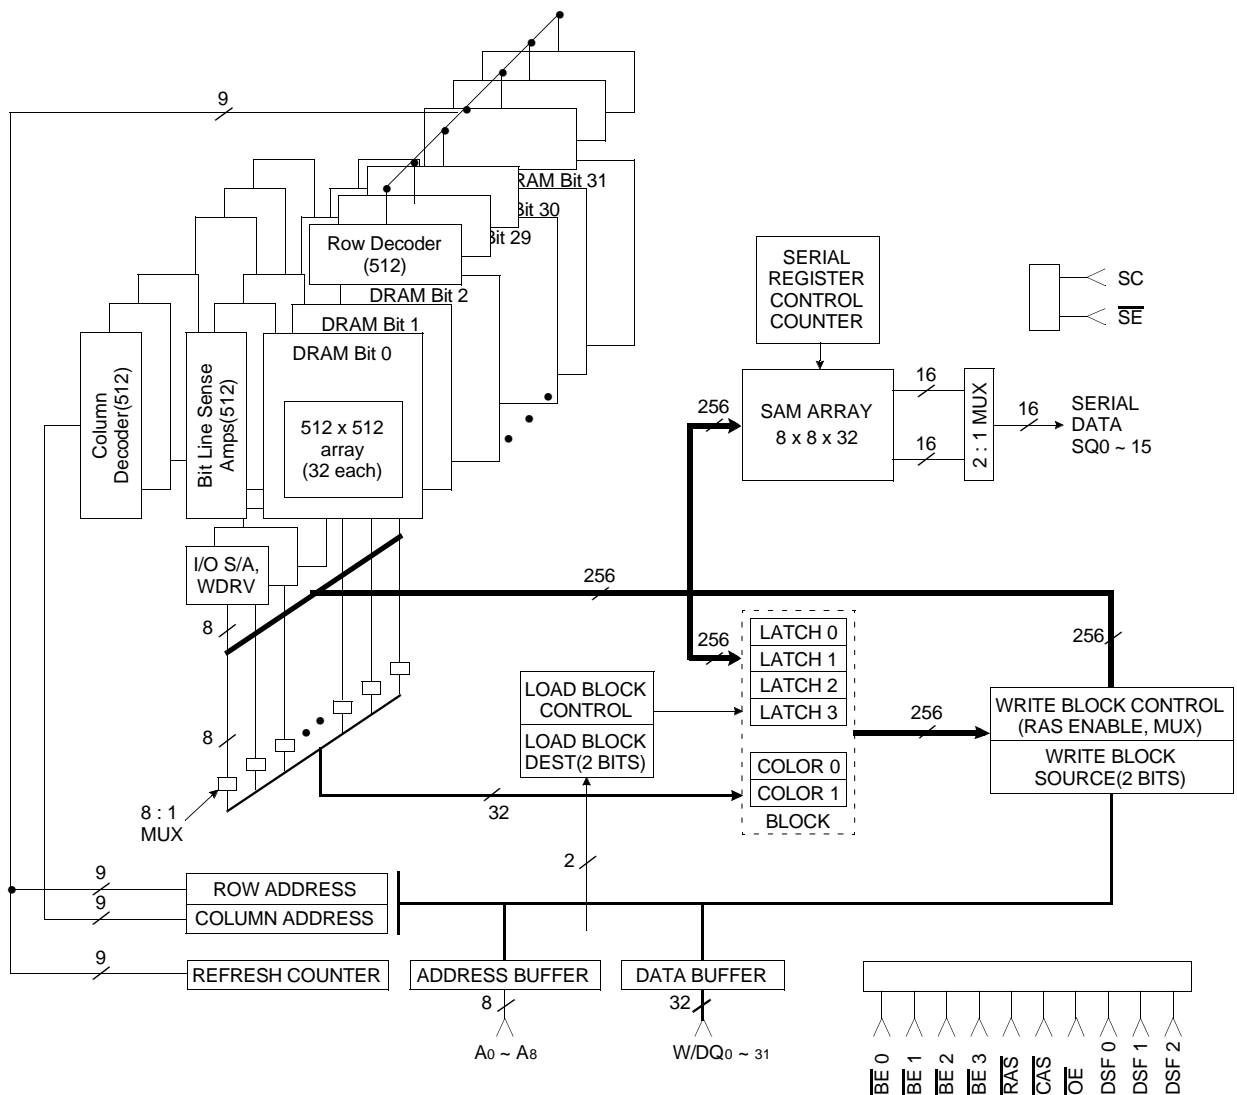 9
RAM Bit 31
Bit 30
Bit 29
Row Decoder
(512)
DRAM Bit 2
DRAM Bit 1
DRAM Bit 0
512 x 512
array
(32 each)
Column
Decoder(512)
Bit Line Sense
Amps(512)
I/O S/A,
WDRV
8
8
8 : 1
MUX
SERIAL
REGISTER
CONTROL
COUNTER
SC
SE
256
SAM ARRAY
8 x 8 x 32
16
16
2 : 1 MUX
16
SERIAL
DATA
SQ0 ~ 15
256
256
256
LATCH 0
LATCH 1
LATCH 2
LATCH 3
COLOR 0
COLOR 1
BLOCK
LOAD BLOCK
CONTROL
LOAD BLOCK
DEST(2 BITS)
256
WRITE BLOCK CONTROL
(RAS ENABLE, MUX)
WRITE BLOCK
SOURCE(2 BITS)
32
2
9
ROW ADDRESS
9
COLUMN ADDRESS
9
REFRESH COUNTER
ADDRESS BUFFER
DATA BUFFER
8
32
A0 ~ A8
W/DQ0 ~ 31
BE 0
BE 1
BE 2
BE 3
RAS
CAS
OE
DSF 0
DSF 1
DSF 2